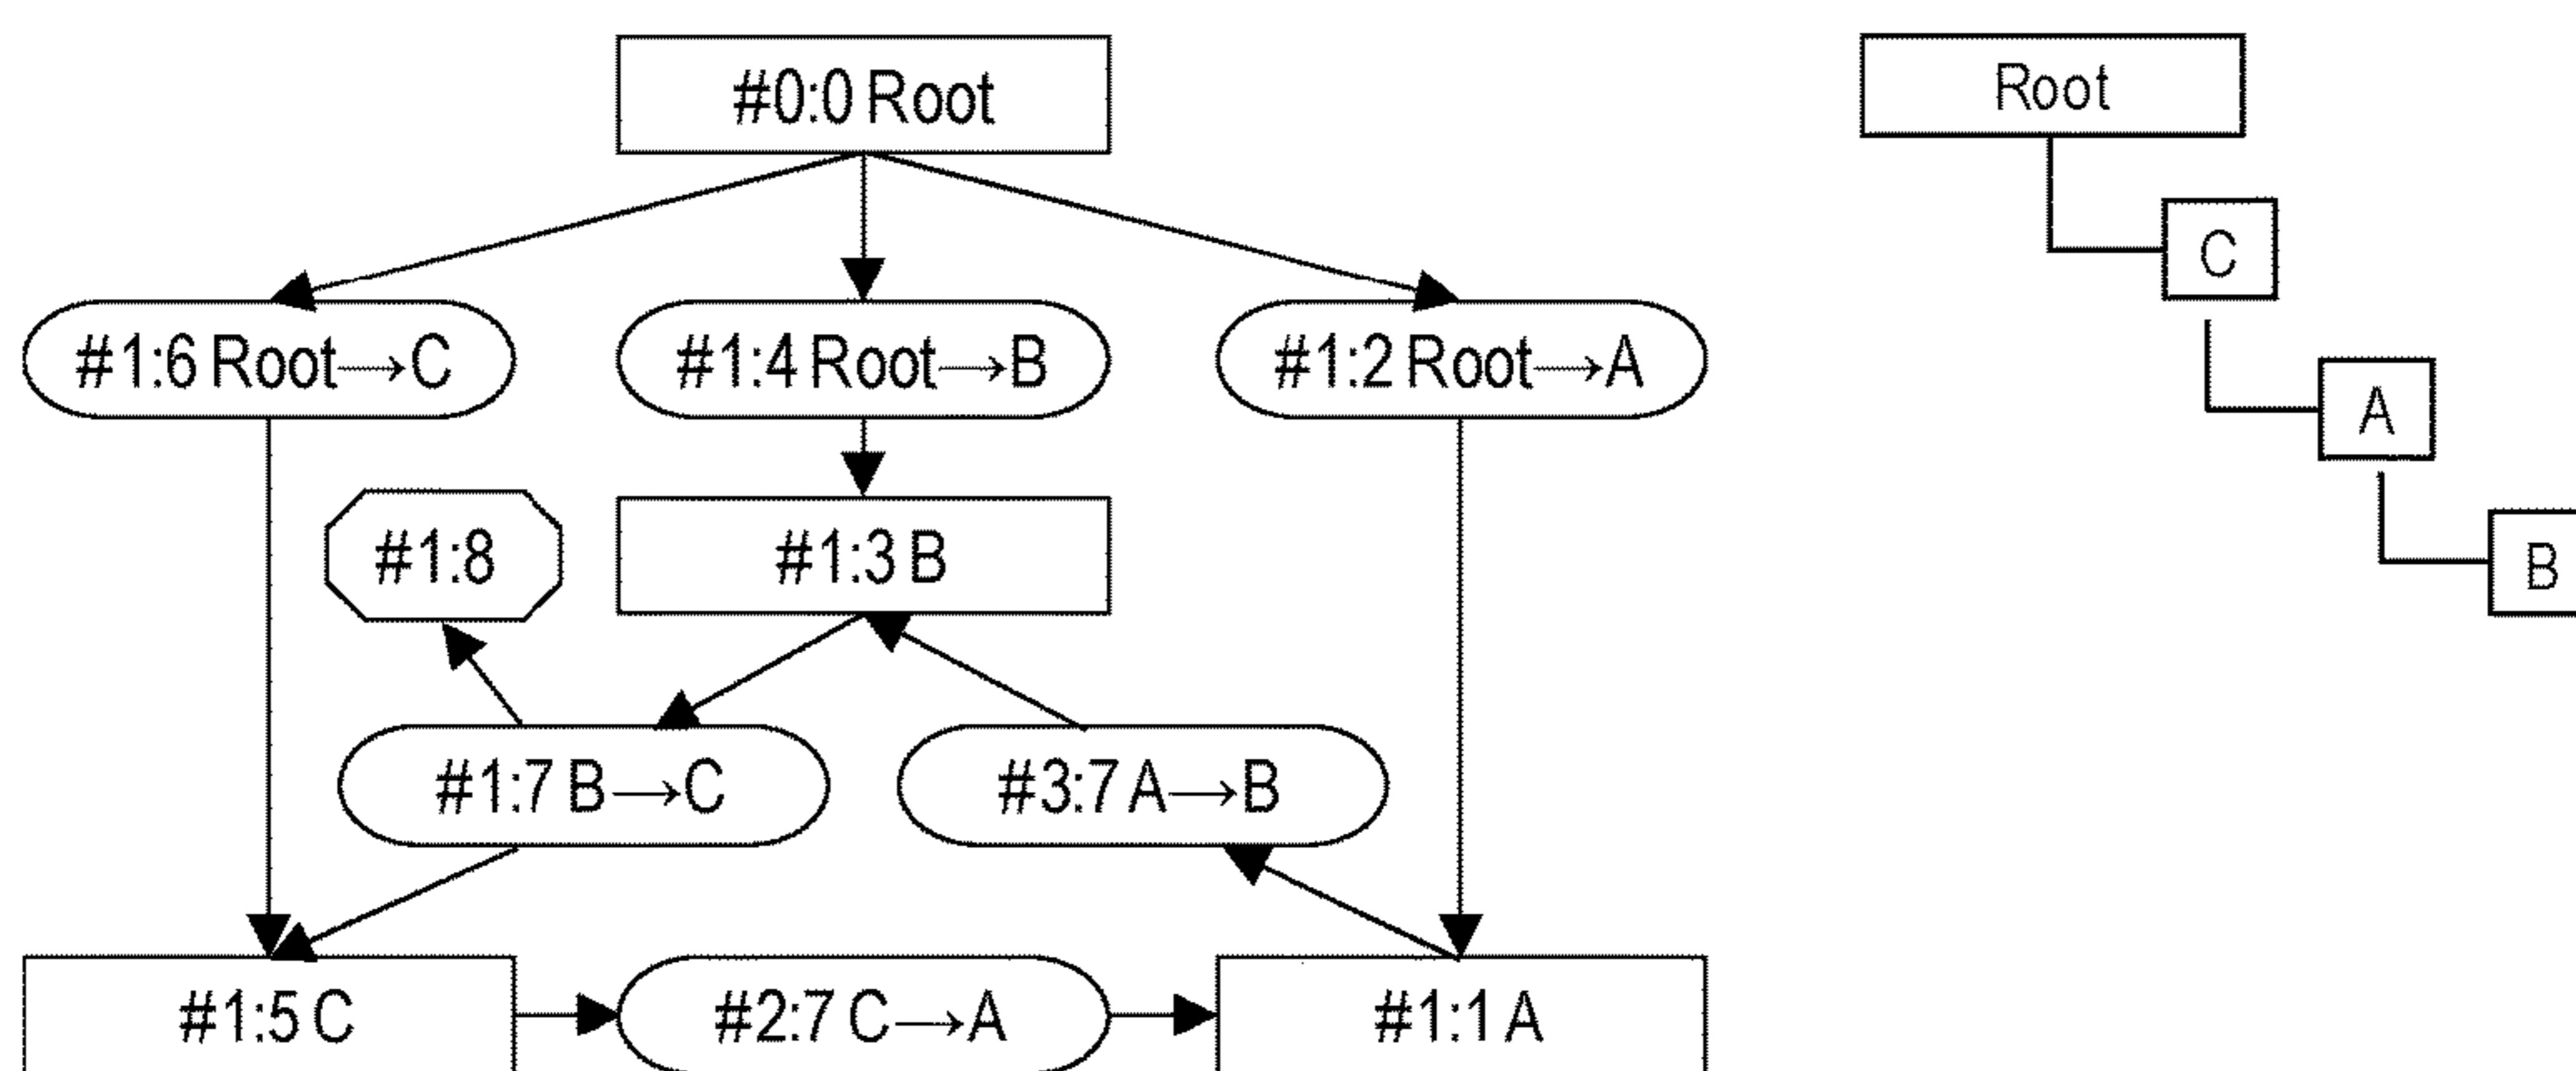 #0:0 Root
#1:6 Root→C
#1:4 Root→B
#1:2 Root→A
#1:8
#1:3 B
#1:7 B→C
#3:7 A→B
#1:5 C
#2:7 C→A
#1:1 A
Root
C
A
B